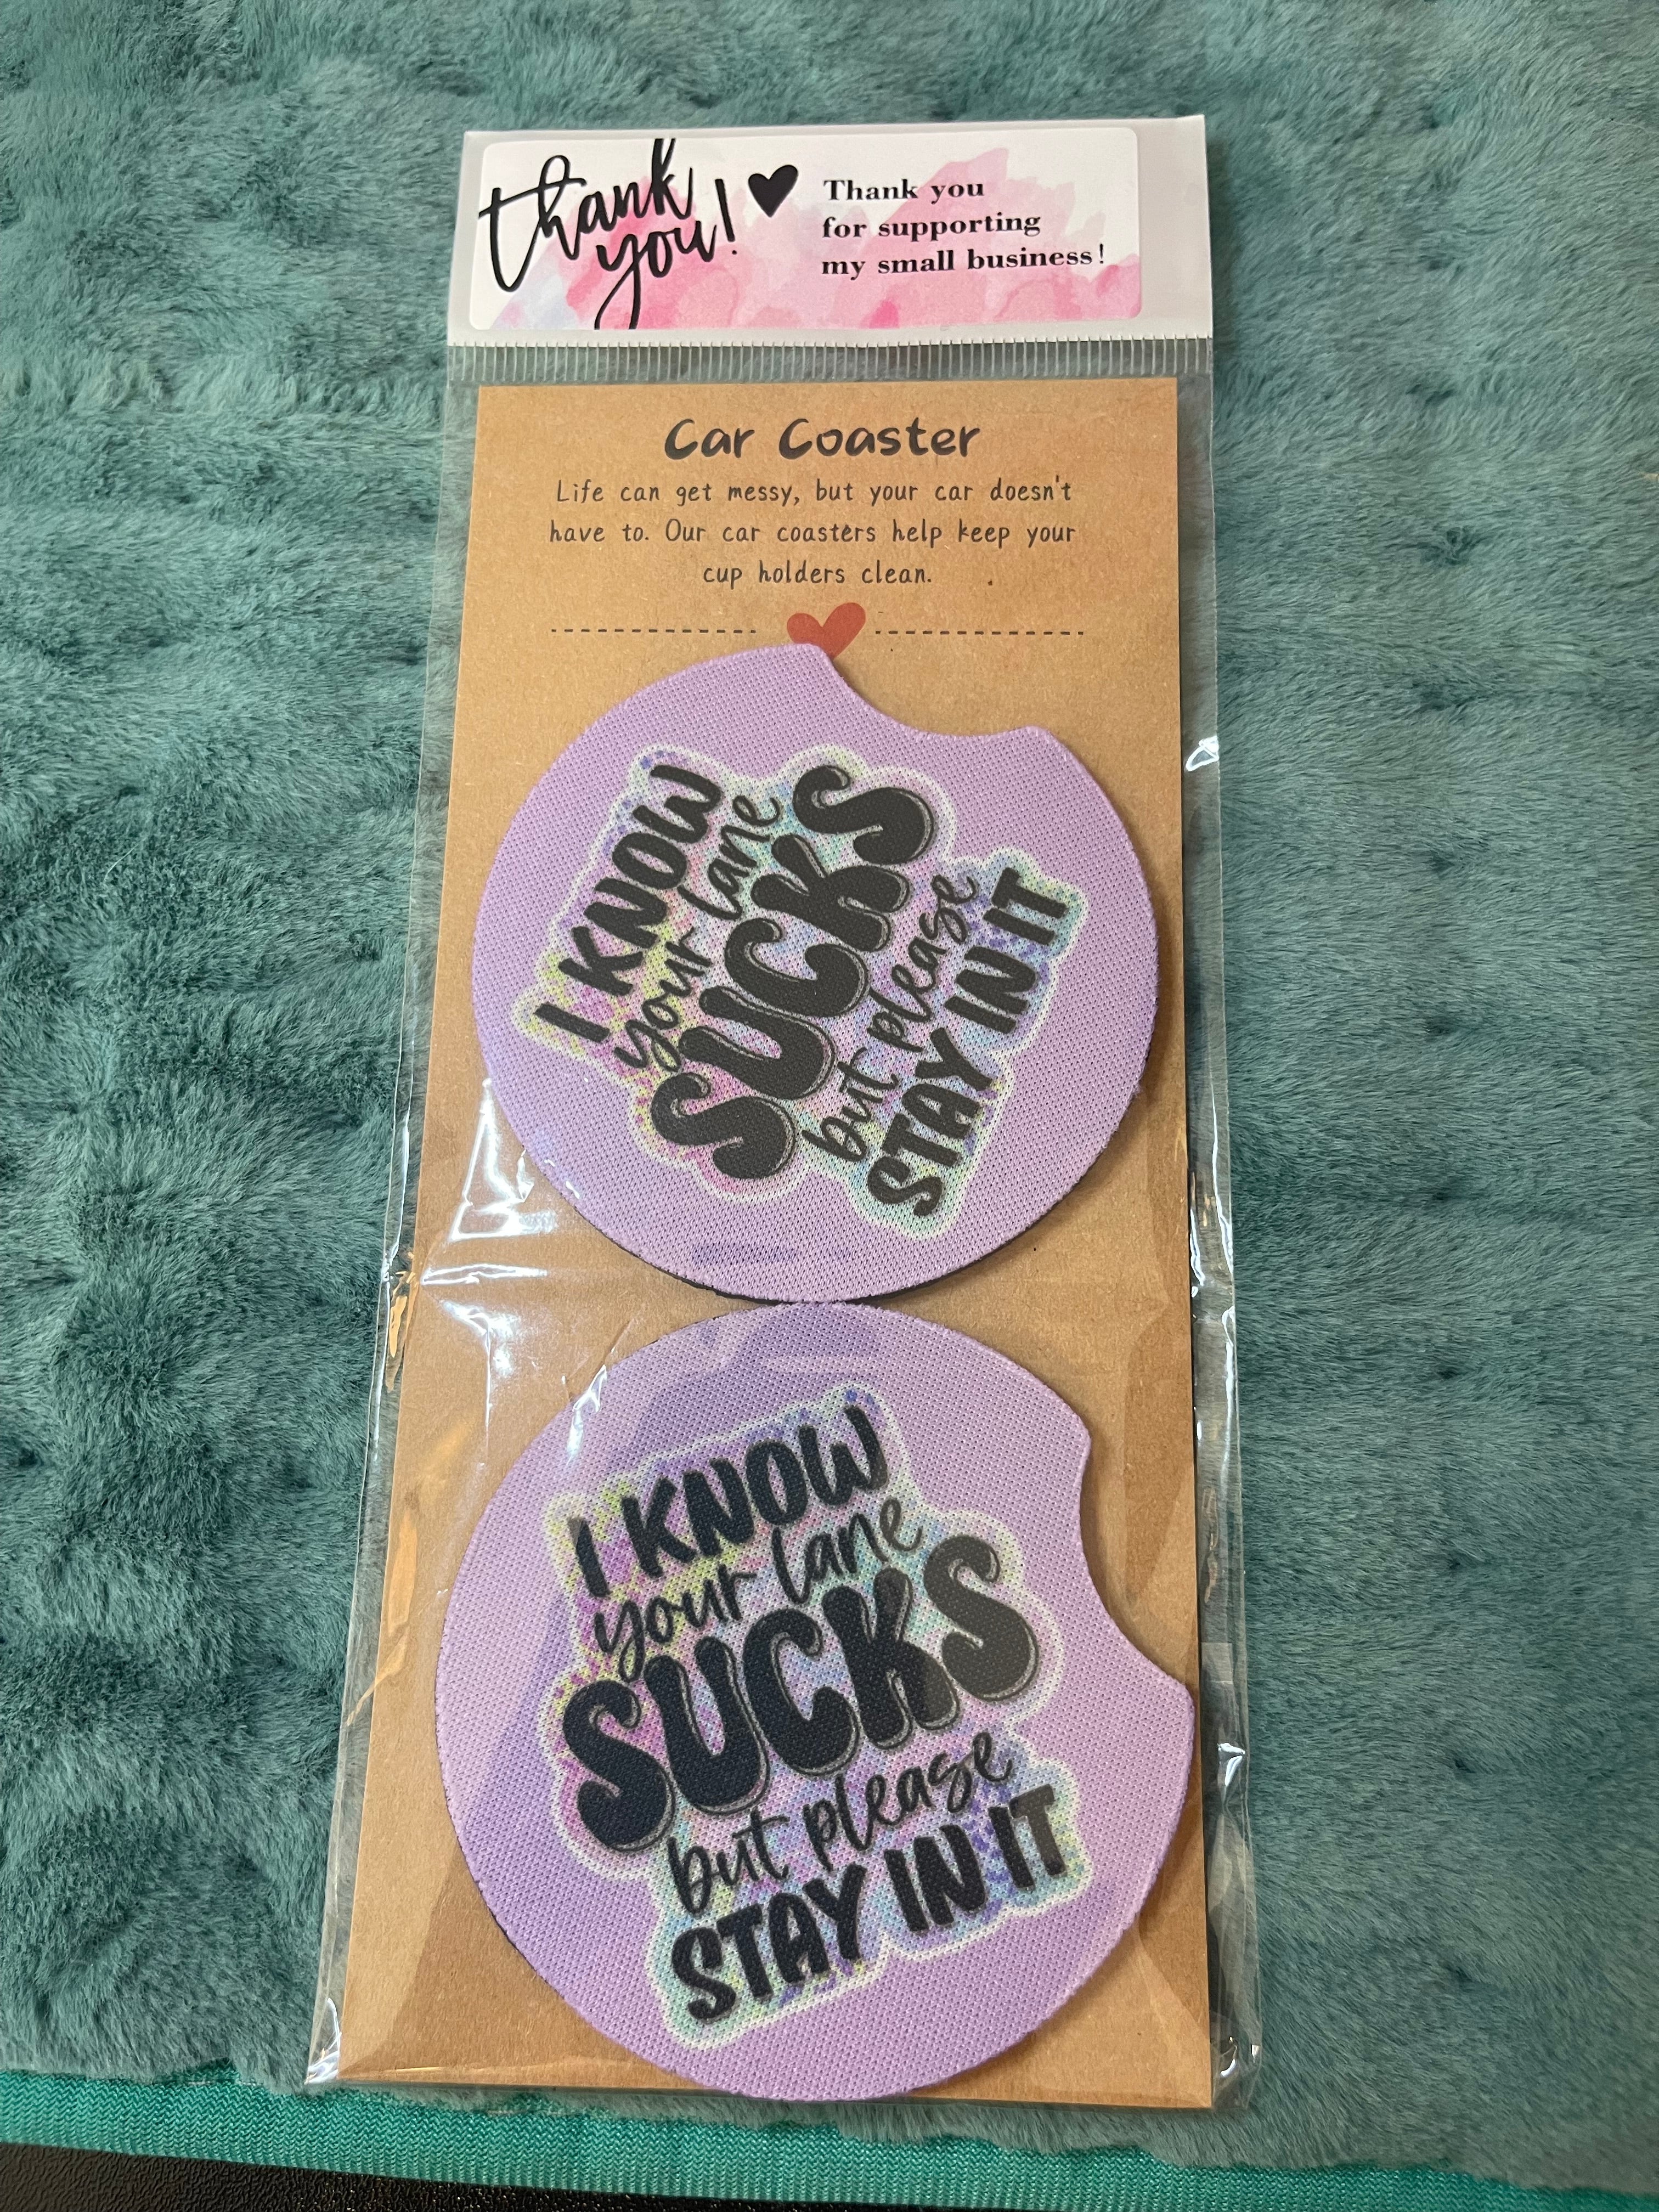 thank
you!
Thank you
for supporting
my small business!
Car Coaster
Life can get messy, but your car doesn't
have to. Our car coasters help keep your
cup holders clean.
I KNOW
your lane
SUCKS
but please
STAY IN IT
I KNOW
your lane
SUCKS
but please
STAY IN IT